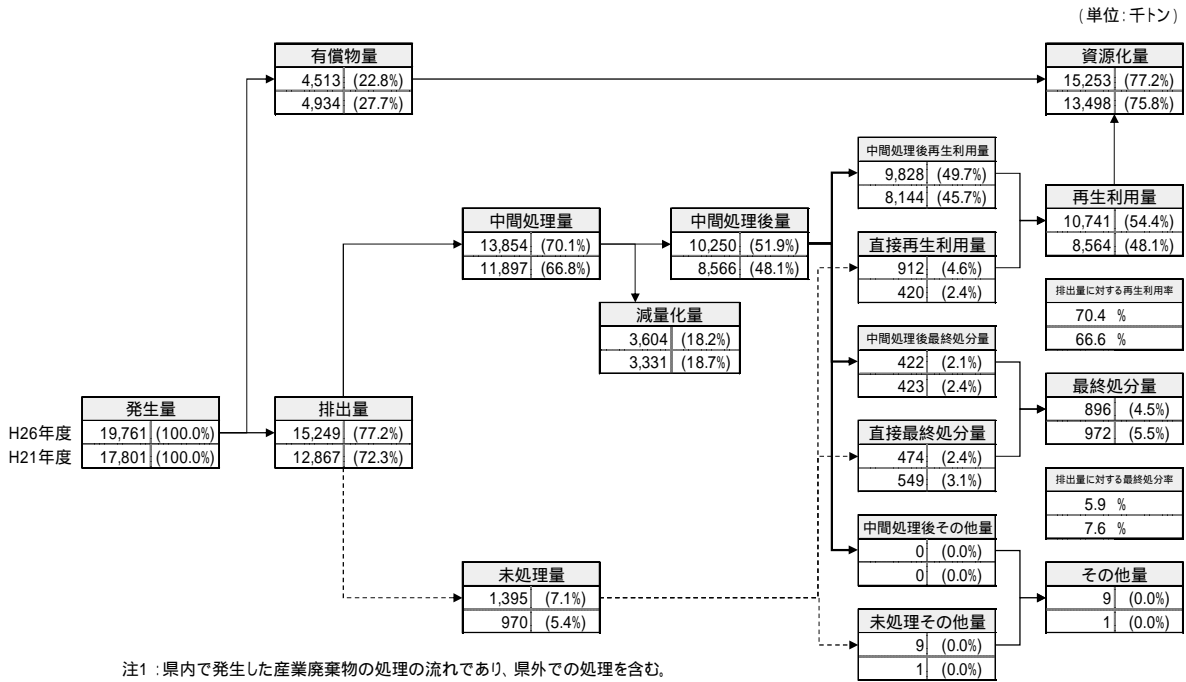 (単位:千トン)
有償物量
4,513 (22.8%)
4,934 (27.7%)
資源化量
15,253 (77.2%)
13,498 (75.8%)
中間処理後再生利用量
9,828 (49.7%)
8,144 (45.7%)
中間処理量
13,854 (70.1%)
11,897 (66.8%)
中間処理後量
10,250 (51.9%)
8,566 (48.1%)
再生利用量
10,741 (54.4%)
8,564 (48.1%)
直接再生利用量
912 (4.6%)
420 (2.4%)
排出量に対する再生利用率
70.4 %
66.6 %
減量化量
3,604 (18.2%)
3,331 (18.7%)
中間処理後最終処分量
422 (2.1%)
423 (2.4%)
最終処分量
896 (4.5%)
972 (5.5%)
発生量
H26年度 19,761 (100.0%)
H21年度 17,801 (100.0%)
排出量
15,249 (77.2%)
12,867 (72.3%)
直接最終処分量
474 (2.4%)
549 (3.1%)
排出量に対する最終処分率
5.9 %
7.6 %
中間処理後その他量
0 (0.0%)
0 (0.0%)
未処理量
1,395 (7.1%)
970 (5.4%)
その他量
9 (0.0%)
1 (0.0%)
未処理その他量
9 (0.0%)
1 (0.0%)
注1:県内で発生した産業廃棄物の処理の流れであり、県外での処理を含む。